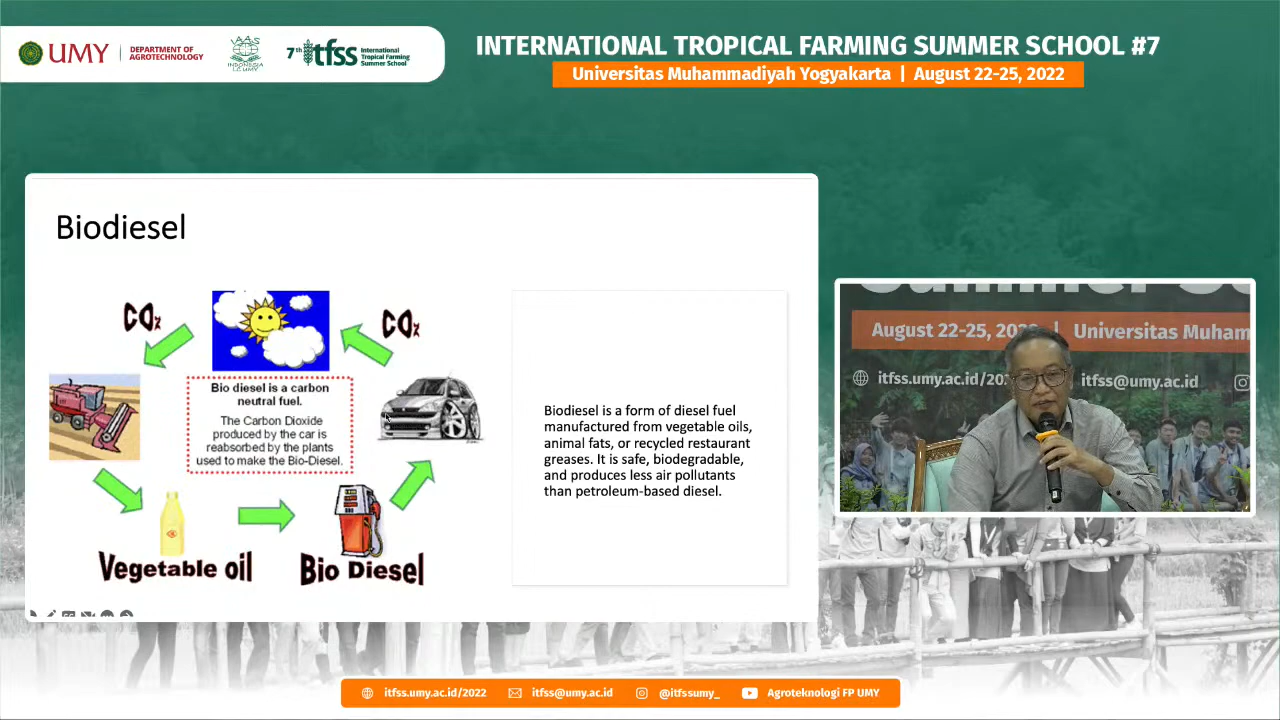 UMY
DEPARTMENT OF
AGROTECHNOLOGY
IAAS
INDONESIA
LC UMY
7th itfss
International
Tropical Farming
Summer School
INTERNATIONAL TROPICAL FARMING SUMMER SCHOOL #7
Universitas Muhammadiyah Yogyakarta | August 22-25, 2022
Biodiesel
CO2
CO2
Bio diesel is a carbon
neutral fuel.
The Carbon Dioxide
produced by the car is
reabsorbed by the plants
used to make the Bio-Diesel.
Vegetable oil
Bio Diesel
Biodiesel is a form of diesel fuel
manufactured from vegetable oils,
animal fats, or recycled restaurant
greases. It is safe, biodegradable,
and produces less air pollutants
than petroleum-based diesel.
August 22-25, 202 | Universitas Muham
itfss.umy.ac.id/20 itfss@umy.ac.id
itfss.umy.ac.id/2022
itfss@umy.ac.id
@itfssumy_
Agroteknologi FP UMY